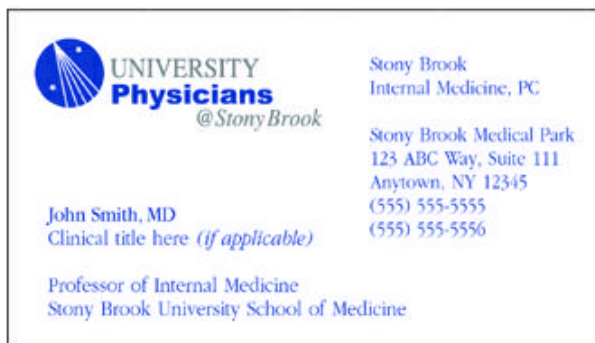 UNIVERSITY
Physicians
@Stony Brook
Stony Brook
Internal Medicine, PC
Stony Brook Medical Park
123 ABC Way, Suite 111
Anytown, NY 12345
(555) 555-5555
(555) 555-5556
John Smith, MD
Clinical title here (if applicable)
Professor of Internal Medicine
Stony Brook University School of Medicine